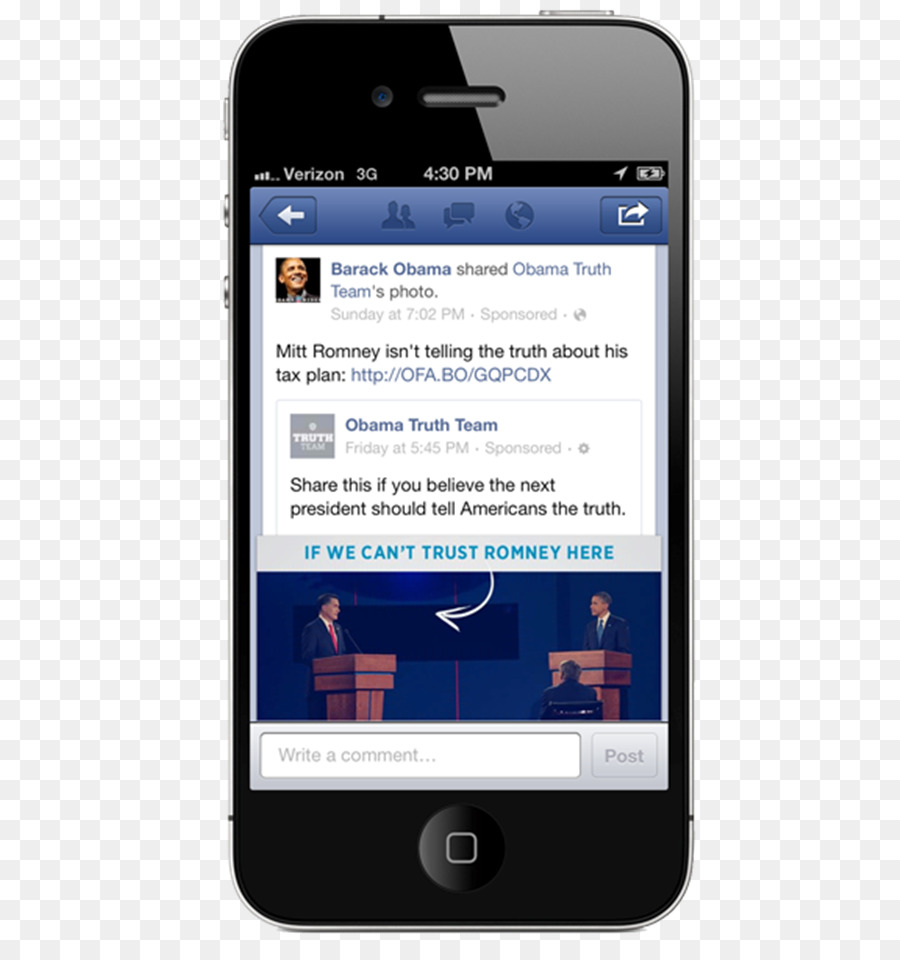 Verizon 3G 4:30 PM
Barack Obama shared Obama Truth
Team's photo.
Sunday at 7:02 PM · Sponsored ·
Mitt Romney isn't telling the truth about his
tax plan: http://OFA.BO/GQPCDX
TRUTH
TEAM
Obama Truth Team
Friday at 5:45 PM · Sponsored ·
Share this if you believe the next
president should tell Americans the truth.
IF WE CAN'T TRUST ROMNEY HERE
Write a comment...
Post